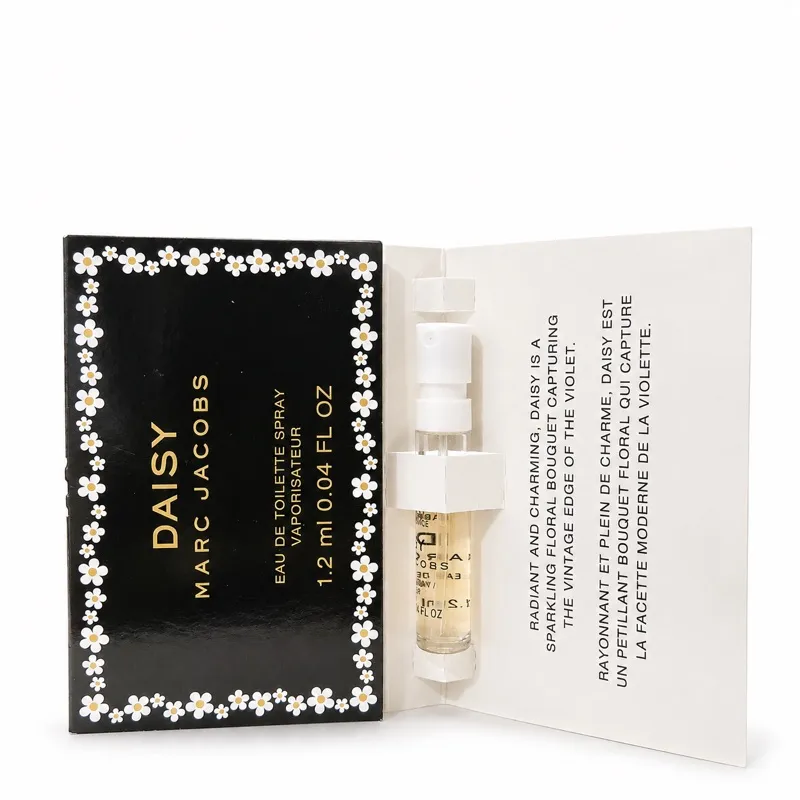 DAISY
MARC JACOBS
EAU DE TOILETTE SPRAY
VAPORISATEUR
1.2 ml 0.04 FL OZ
FL OZ
RADIANT AND CHARMING, DAISY IS A
SPARKLING FLORAL BOUQUET CAPTURING
THE VINTAGE EDGE OF THE VIOLET.
RAYONNANT ET PLEIN DE CHARME, DAISY EST
UN PETILLANT BOUQUET FLORAL QUI CAPTURE
LA FACETTE MODERNE DE LA VIOLETTE.